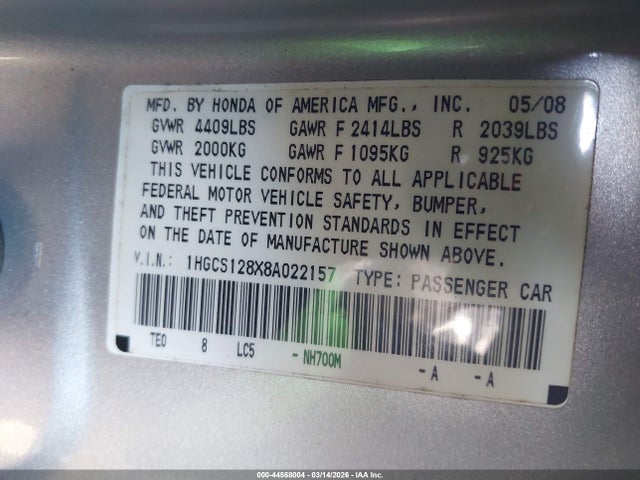 MFD. BY HONDA OF AMERICA MFG., INC. 05/08
GVWR 4409LBS GAWR F 2414LBS R 2039LBS
GVWR 2000KG GAWR F 1095KG R 925KG
THIS VEHICLE CONFORMS TO ALL APPLICABLE
FEDERAL MOTOR VEHICLE SAFETY, BUMPER,
AND THEFT PREVENTION STANDARDS IN EFFECT
ON THE DATE OF MANUFACTURE SHOWN ABOVE.
V.I.N.: 1HGCS128X8A022157 TYPE: PASSENGER CAR
TE0 8 LC5 - NH700M - A - A
000-44568004 - 03/14/2026 - IAA Inc.